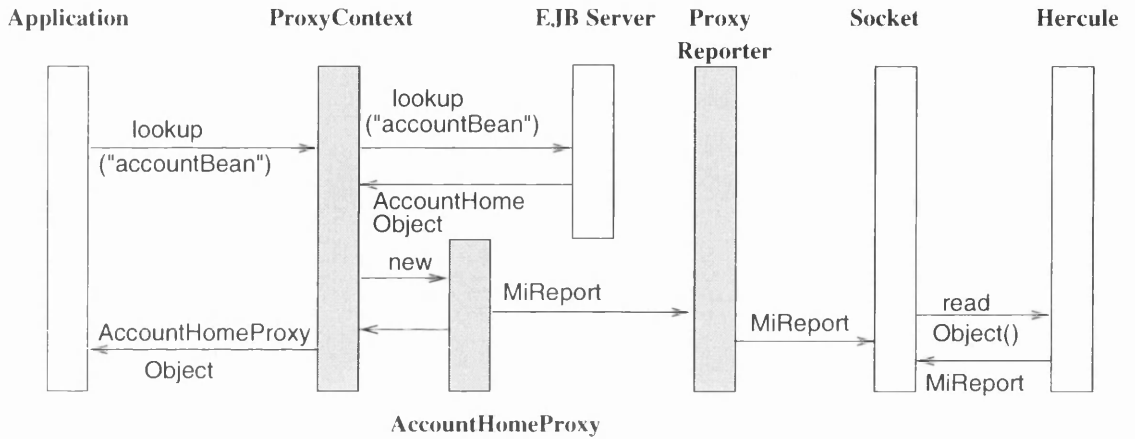 Application
ProxyContext
EJB Server
Proxy
Reporter
Socket
Hercule
lookup
("accountBean")
lookup
("accountBean")
AccountHome
Object
new
MiReport
AccountHomeProxy
Object
MiReport
read
Object()
MiReport
AccountHomeProxy